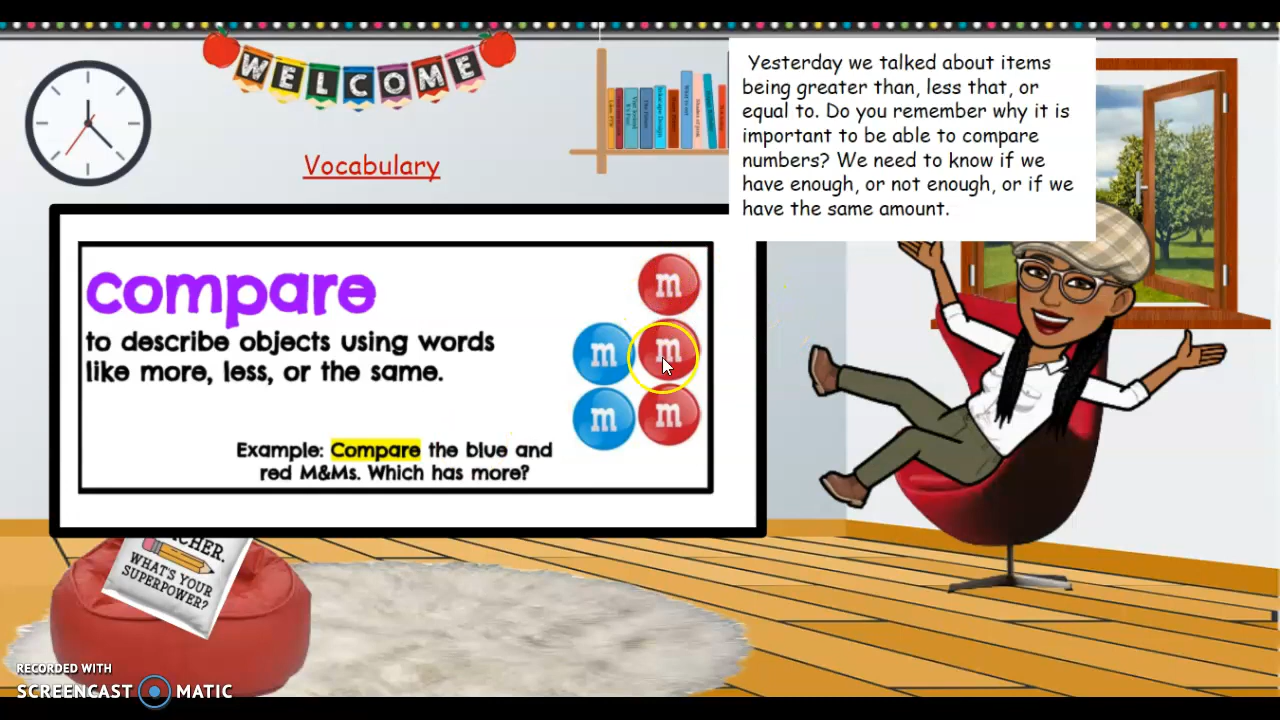 WELCOME
Yesterday we talked about items
being greater than, less that, or
equal to. Do you remember why it is
important to be able to compare
numbers? We need to know if we
have enough, or not enough, or if we
have the same amount.
Vocabulary
compare
to describe objects using words
like more, less, or the same.
m
m m
m m
Example: Compare the blue and
red M&Ms. Which has more?
WHAT'S YOUR
SUPERPOWER?
RECORDED WITH
SCREENCAST MATIC